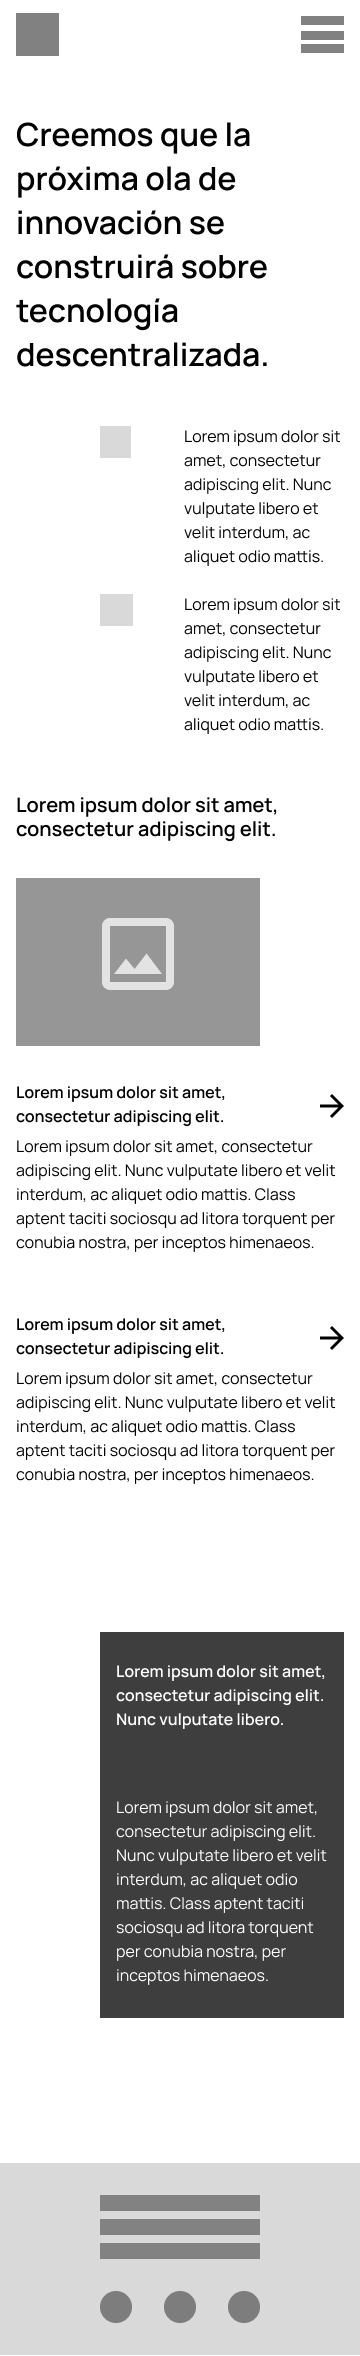 Creemos que la
próxima ola de
innovación se
construirá sobre
tecnología
descentralizada.
Lorem ipsum dolor sit
amet, consectetur
adipiscing elit. Nunc
vulputate libero et
velit interdum, ac
aliquet odio mattis.
Lorem ipsum dolor sit
amet, consectetur
adipiscing elit. Nunc
vulputate libero et
velit interdum, ac
aliquet odio mattis.
Lorem ipsum dolor sit amet,
consectetur adipiscing elit.
Lorem ipsum dolor sit amet,
consectetur adipiscing elit.
Lorem ipsum dolor sit amet, consectetur
adipiscing elit. Nunc vulputate libero et velit
interdum, ac aliquet odio mattis. Class
aptent taciti sociosqu ad litora torquent per
conubia nostra, per inceptos himenaeos.
Lorem ipsum dolor sit amet,
consectetur adipiscing elit.
Lorem ipsum dolor sit amet, consectetur
adipiscing elit. Nunc vulputate libero et velit
interdum, ac aliquet odio mattis. Class
aptent taciti sociosqu ad litora torquent per
conubia nostra, per inceptos himenaeos.
Lorem ipsum dolor sit amet,
consectetur adipiscing elit.
Nunc vulputate libero.
Lorem ipsum dolor sit amet,
consectetur adipiscing elit.
Nunc vulputate libero et velit
interdum, ac aliquet odio
mattis. Class aptent taciti
sociosqu ad litora torquent
per conubia nostra, per
inceptos himenaeos.